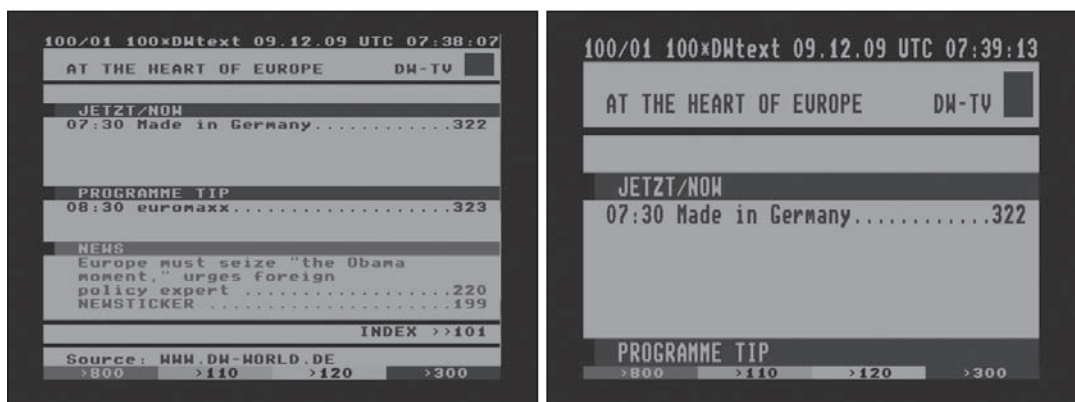 100/01 100×DWtext 09.12.09 UTC 07:38:07
AT THE HEART OF EUROPE DW-TV
JETZT/NOW
07:30 Made in Germany............322
PROGRAMME TIP
08:30 euromaxx...................323
NEWS
Europe must seize "the Obama
moment," urges foreign
policy expert ..................220
NEWSTICKER .....................199
INDEX >>101
Source: WWW.DW-WORLD.DE
>800 >110 >120 >300
100/01 100×DWtext 09.12.09 UTC 07:39:13
AT THE HEART OF EUROPE DW-TV
JETZT/NOW
07:30 Made in Germany............322
PROGRAMME TIP
>800 >110 >120 >300